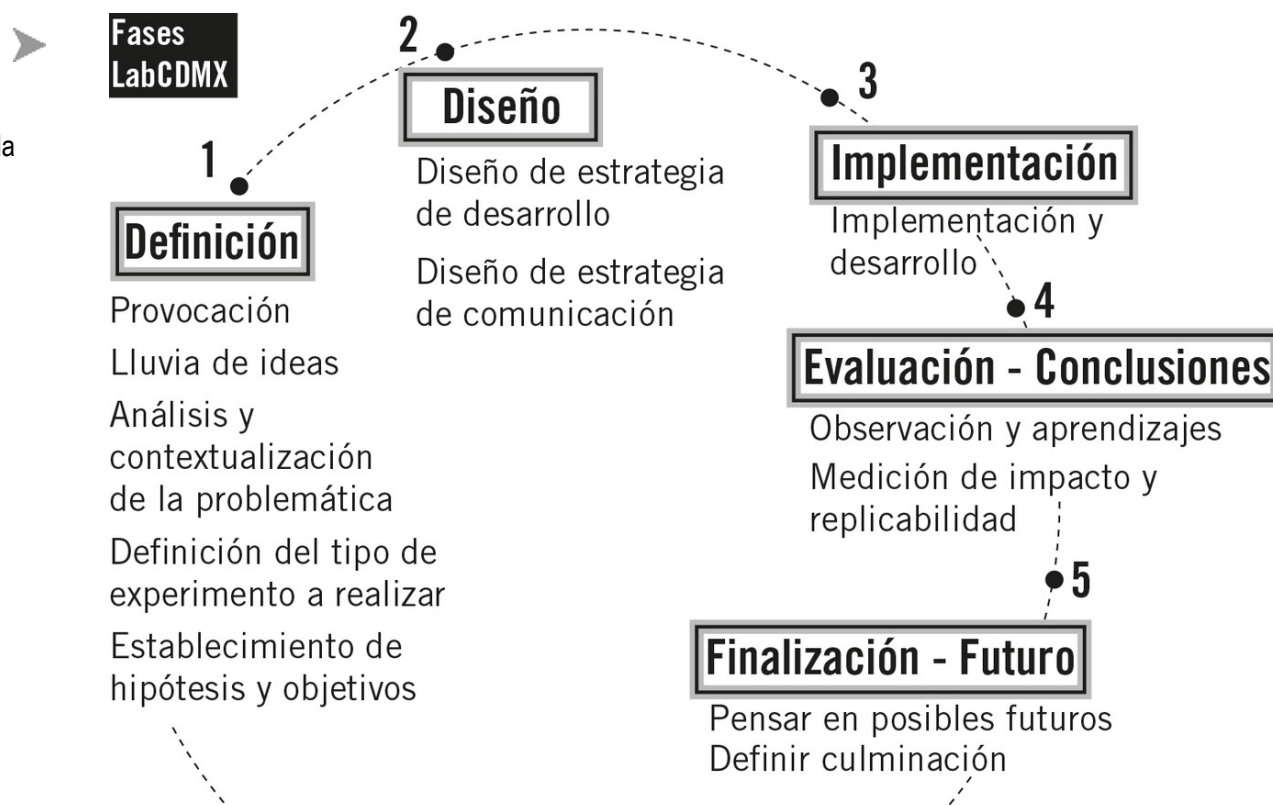 Fases
LabCDMX
la
1
Definición
Provocación
Lluvia de ideas
Análisis y
contextualización
de la problemática
Definición del tipo de
experimento a realizar
Establecimiento de
hipótesis y objetivos
2
Diseño
Diseño de estrategia
de desarrollo
Diseño de estrategia
de comunicación
3
Implementación
Implementación y
desarrollo
4
Evaluación - Conclusiones
Observación y aprendizajes
Medición de impacto y
replicabilidad
5
Finalización - Futuro
Pensar en posibles futuros
Definir culminación